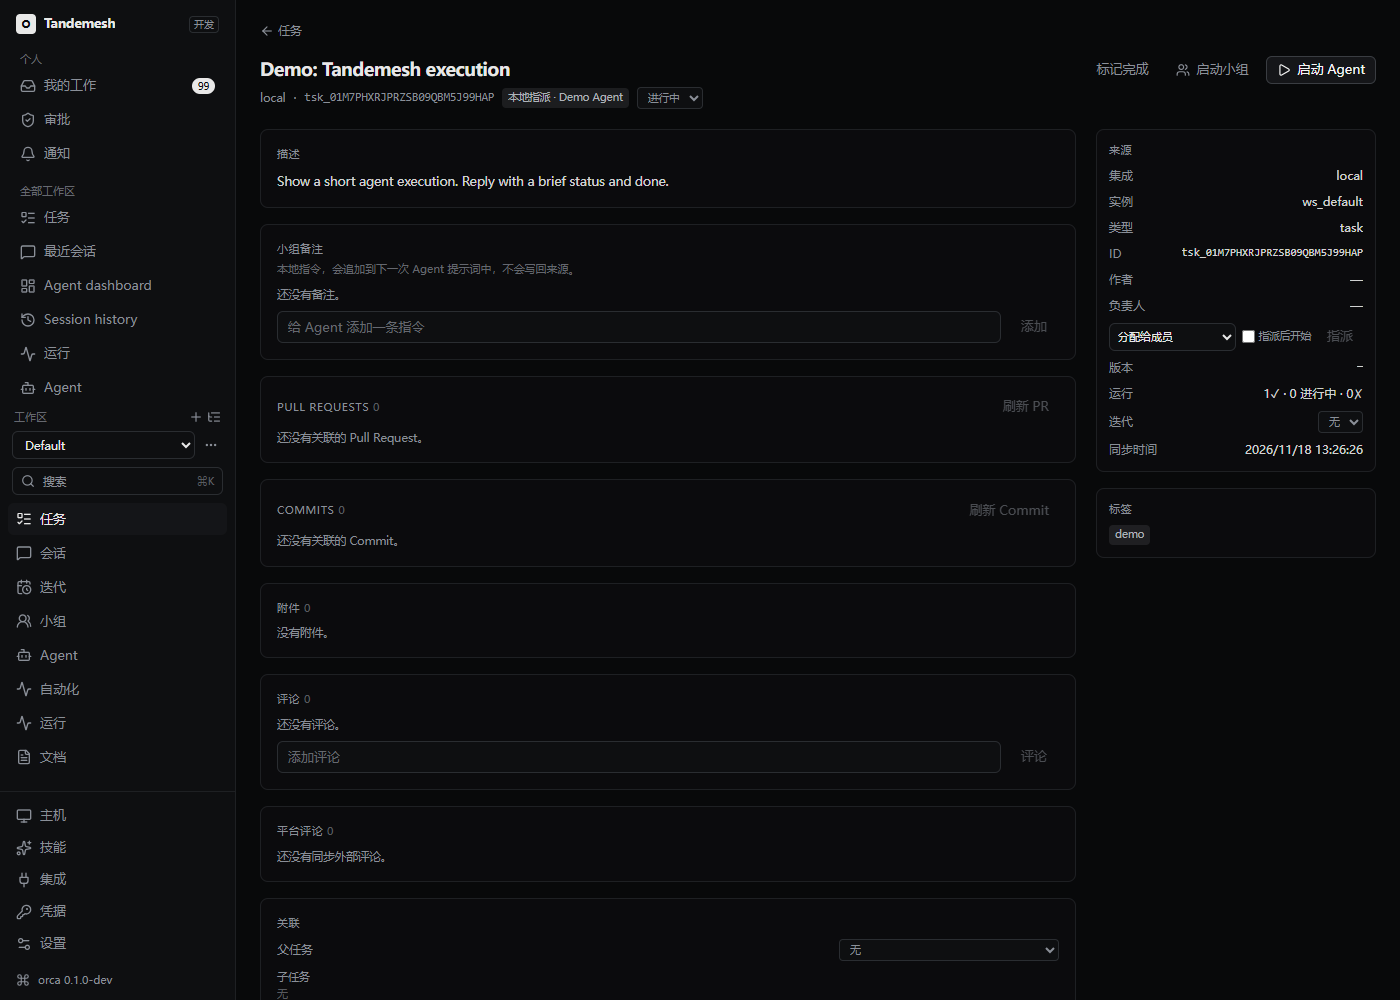 Tandemesh 开发
个人
我的工作 99
审批
通知
全部工作区
任务
最近会话
Agent dashboard
Session history
运行
Agent
工作区
Default
搜索 ⌘K
任务
会话
迭代
小组
Agent
自动化
运行
文档
主机
技能
集成
凭据
设置
orca 0.1.0-dev
← 任务
Demo: Tandemesh execution
标记完成 启动小组 启动 Agent
local · tsk_01M7PHXRJPRZSB09QBM5J99HAP 本地指派 · Demo Agent 进行中
描述
Show a short agent execution. Reply with a brief status and done.
小组备注
本地指令，会追加到下一次 Agent 提示词中，不会写回来源。
还没有备注。
给 Agent 添加一条指令 添加
PULL REQUESTS 0 刷新 PR
还没有关联的 Pull Request。
COMMITS 0 刷新 Commit
还没有关联的 Commit。
附件 0
没有附件。
评论 0
还没有评论。
添加评论 评论
平台评论 0
还没有同步外部评论。
关联
父任务 无
子任务
无
来源
集成 local
实例 ws_default
类型 task
ID tsk_01M7PHXRJPRZSB09QBM5J99HAP
作者 —
负责人 —
分配给成员 指派后开始 指派
版本 –
运行 1✓ · 0 进行中 · 0✗
迭代 无
同步时间 2026/11/18 13:26:26
标签
demo